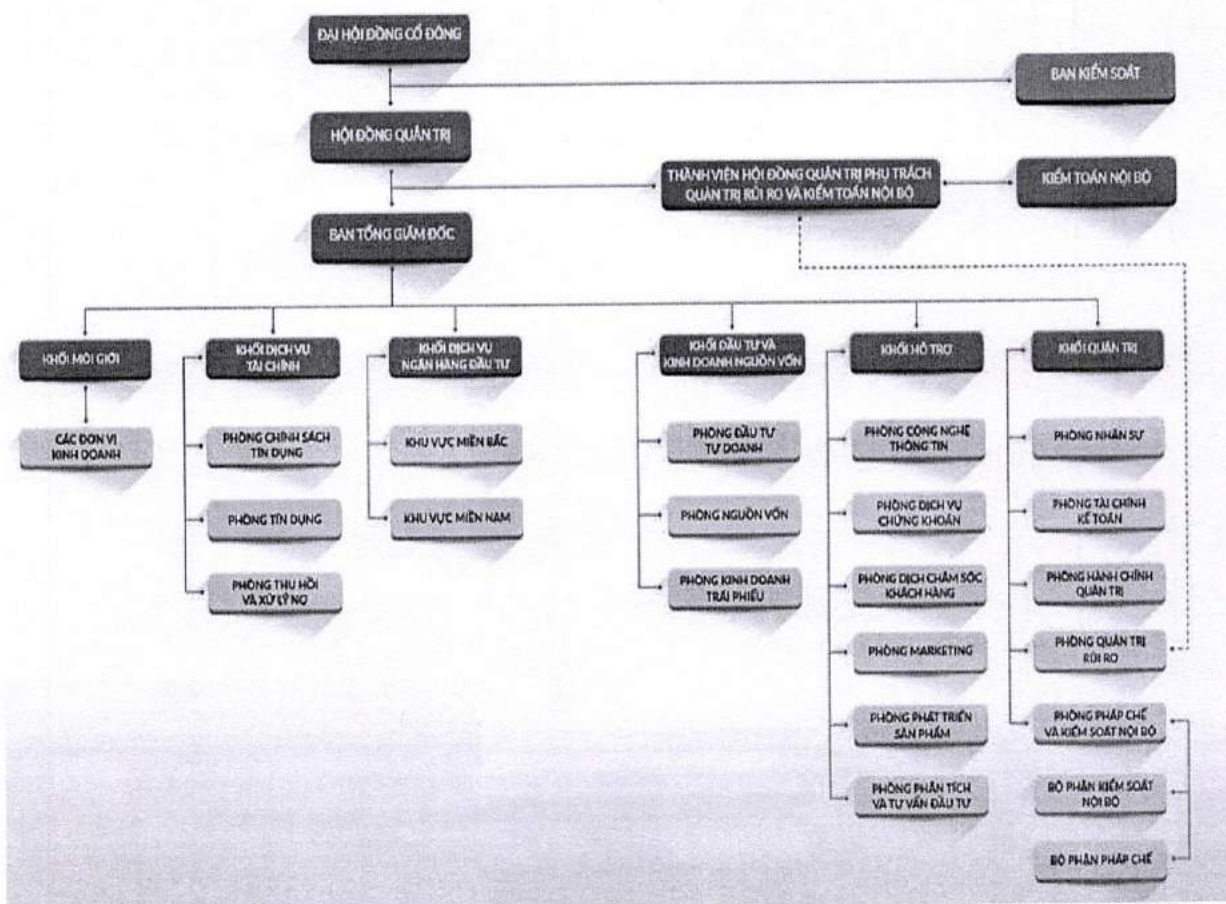 ĐẠI HỘI ĐỒNG CỔ ĐÔNG
BAN KIỂM SOÁT
HỘI ĐỒNG QUẢN TRỊ
THÀNH VIÊN HỘI ĐỒNG QUẢN TRỊ PHỤ TRÁCH
QUẢN TRỊ RỦI RO VÀ KIỂM TOÁN NỘI BỘ
KIỂM TOÁN NỘI BỘ
BAN TỔNG GIÁM ĐỐC
KHỐI MÔI GIỚI
CÁC ĐƠN VỊ
KINH DOANH
KHỐI DỊCH VỤ
TÀI CHÍNH
PHÒNG CHÍNH SÁCH
TÍN DỤNG
PHÒNG TÍN DỤNG
PHÒNG THU HỒI
VÀ XỬ LÝ NỢ
KHỐI DỊCH VỤ
NGÂN HÀNG ĐẦU TƯ
KHU VỰC MIỀN BẮC
KHU VỰC MIỀN NAM
KHỐI ĐẦU TƯ VÀ
KINH DOANH NGUỒN VỐN
PHÒNG ĐẦU TƯ
TỰ DOANH
PHÒNG NGUỒN VỐN
PHÒNG KINH DOANH
TRÁI PHIẾU
KHỐI HỖ TRỢ
PHÒNG CÔNG NGHỆ
THÔNG TIN
PHÒNG DỊCH VỤ
CHỨNG KHOÁN
PHÒNG DỊCH CHĂM SÓC
KHÁCH HÀNG
PHÒNG MARKETING
PHÒNG PHÁT TRIỂN
SẢN PHẨM
PHÒNG PHÂN TÍCH
VÀ TƯ VẤN ĐẦU TƯ
KHỐI QUẢN TRỊ
PHÒNG NHÂN SỰ
PHÒNG TÀI CHÍNH
KẾ TOÁN
PHÒNG HÀNH CHÍNH
QUẢN TRỊ
PHÒNG QUẢN TRỊ
RỦI RO
PHÒNG PHÁP CHẾ
VÀ KIỂM SOÁT NỘI BỘ
BỘ PHẬN KIỂM SOÁT
NỘI BỘ
BỘ PHẬN PHÁP CHẾ